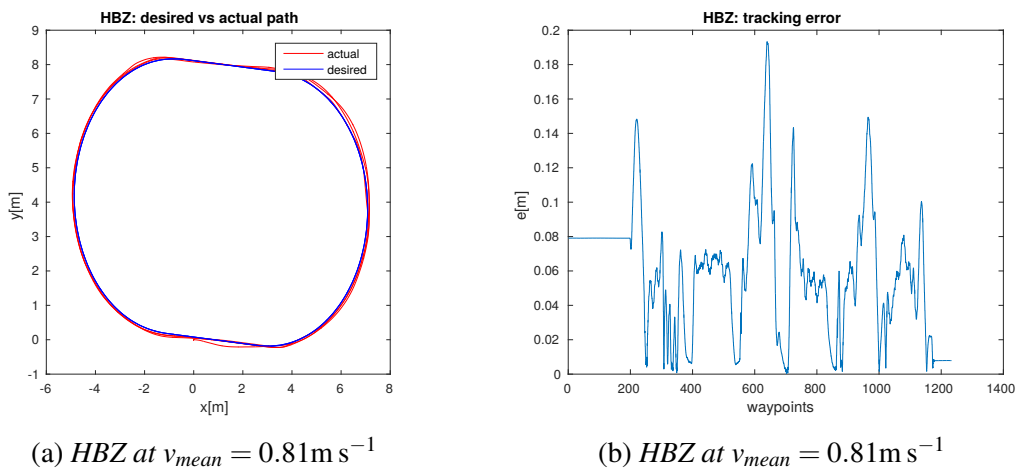 HBZ: desired vs actual path
9
8
7
6
5
4
3
2
1
0
-1
y[m]
actual
desired
-6 -4 -2 0 2 4 6 8
x[m]
(a) HBZ at v_mean = 0.81m s^−1
HBZ: tracking error
0.2
0.18
0.16
0.14
0.12
0.1
0.08
0.06
0.04
0.02
0
e[m]
0 200 400 600 800 1000 1200 1400
waypoints
(b) HBZ at v_mean = 0.81m s^−1